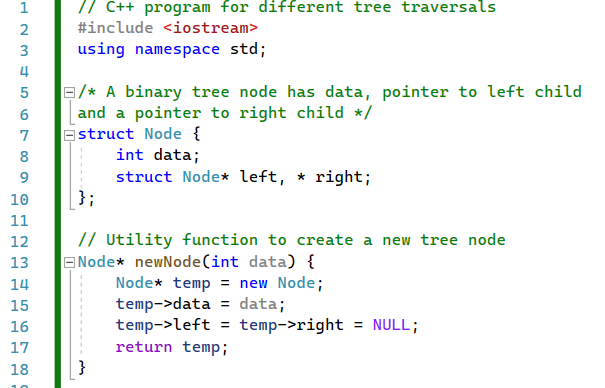 1 // C++ program for different tree traversals
2 #include <iostream>
3 using namespace std;
4
5 /* A binary tree node has data, pointer to left child
6 and a pointer to right child */
7 struct Node {
8     int data;
9     struct Node* left, * right;
10 };
11
12 // Utility function to create a new tree node
13 Node* newNode(int data) {
14     Node* temp = new Node;
15     temp->data = data;
16     temp->left = temp->right = NULL;
17     return temp;
18 }